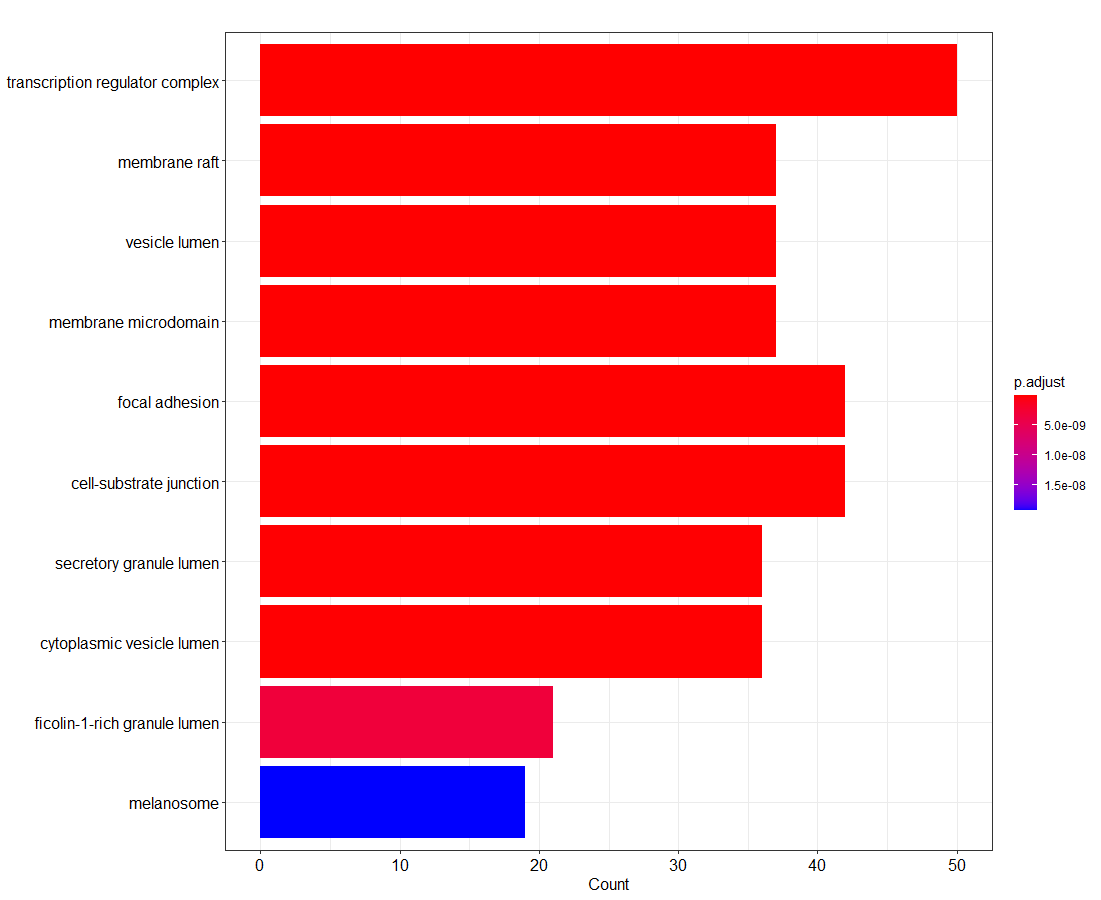 transcription regulator complex
membrane raft
vesicle lumen
membrane microdomain
focal adhesion
cell-substrate junction
secretory granule lumen
cytoplasmic vesicle lumen
ficolin-1-rich granule lumen
melanosome
0 10 20 30 40 50
Count
p.adjust
5.0e-09
1.0e-08
1.5e-08